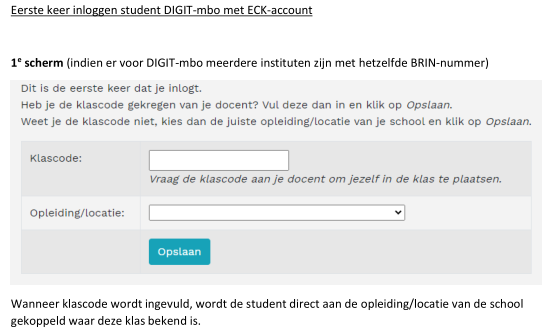 Eerste keer inloggen student DIGIT-mbo met ECK-account
1e scherm (indien er voor DIGIT-mbo meerdere instituten zijn met hetzelfde BRIN-nummer)
Dit is de eerste keer dat je inlogt.
Heb je de klascode gekregen van je docent? Vul deze dan in en klik op Opslaan.
Weet je de klascode niet, kies dan de juiste opleiding/locatie van je school en klik op Opslaan.
Klascode:
Vraag de klascode aan je docent om jezelf in de klas te plaatsen.
Opleiding/locatie:
Opslaan
Wanneer klascode wordt ingevuld, wordt de student direct aan de opleiding/locatie van de school
gekoppeld waar deze klas bekend is.